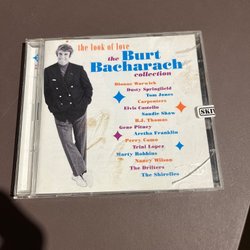 the look of love
the Burt
Bacharach
collection
Dionne Warwick
Dusty Springfield
Tom Jones
Carpenters
Elvis Costello
Sandie Shaw
B.J. Thomas
Gene Pitney
Aretha Franklin
Perry Como
Trini Lopez
Marty Robbins
Nancy Wilson
The Drifters
The Shirelles